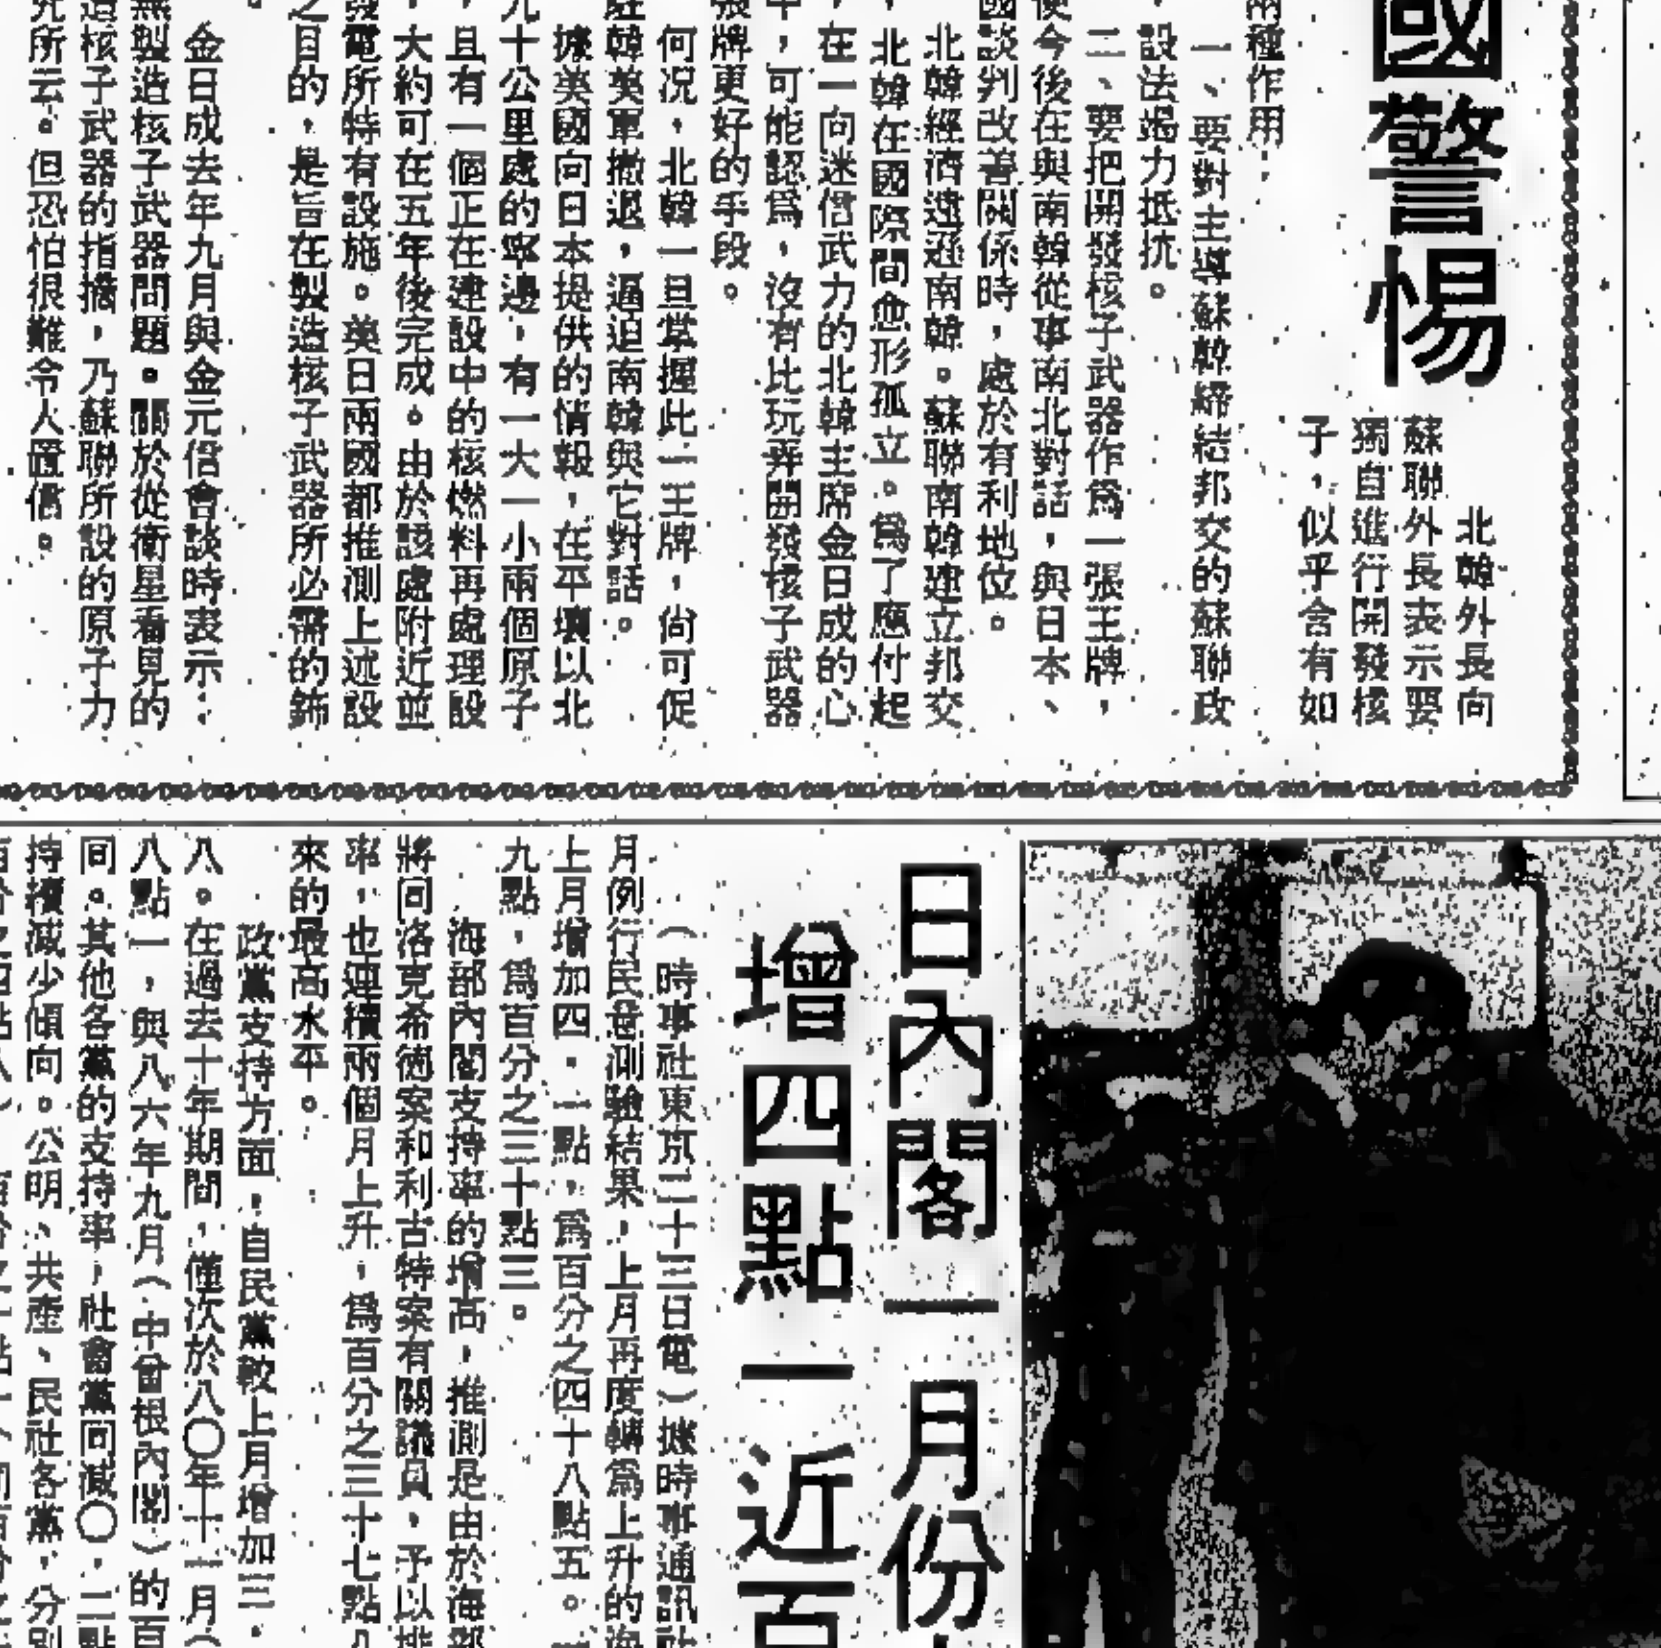 國警惕
北韓外長向
蘇聯外長表示要
獨自進行開發核
子，似乎含有如
兩種作用：
一、要對主導蘇韓締結邦交的蘇聯政
，設法竭力抵抗。
二、要把開發核子武器作爲一張王牌，
使今後在與南韓從事南北對話，與日本、
國談判改善關係時，處於有利地位。
北韓經濟遠遜南韓。蘇聯南韓建立邦交
，北韓在國際間愈形孤立。爲了應付起
，在一向迷信武力的北韓主席金日成的心
中，可能認爲，沒有比玩弄開發核子武器
張牌更好的手段。
何況，北韓一旦掌握此一王牌，尙可促
駐韓美軍撤退，逼迫南韓與它對話。
據美國向日本提供的情報，在平壤以北
九十公里處的寧邊，有一大一小兩個原子
，且有一個正在建設中的核燃料再處理設
，大約可在五年後完成。由於該處附近並
發電所特有設施。美日兩國都推測上述設
之目的，是旨在製造核子武器所必需的鈽
。
金日成去年九月與金元信會談時表示：
無製造核子武器問題。關於從衛星看見的
造核子武器的指摘，乃蘇聯所設的原子力
究所云。但恐怕很難令人置信。
日內閣一月份
增四點一近百
（時事社東京二十三日電）據時事通訊社
月例行民意測驗結果，上月再度轉爲上升的海
上月增加四．一點，爲百分之四十八點五。
九點，爲百分之三十點三。
海部內閣支持率的增高，推測是由於海部
將回洛克希德案和利古特案有關議員，予以排
率，也連續兩個月上升，爲百分之三十七點八
來的最高水平。
政黨支持方面，自民黨較上月增加三．
八。在過去十年期間，僅次於八〇年十一月（
八點一，與八六年九月（中曾根內閣）的百
同。其他各黨的支持率，社會黨同減〇．二點
持續減少傾向。公明、共產、民社各黨，分別